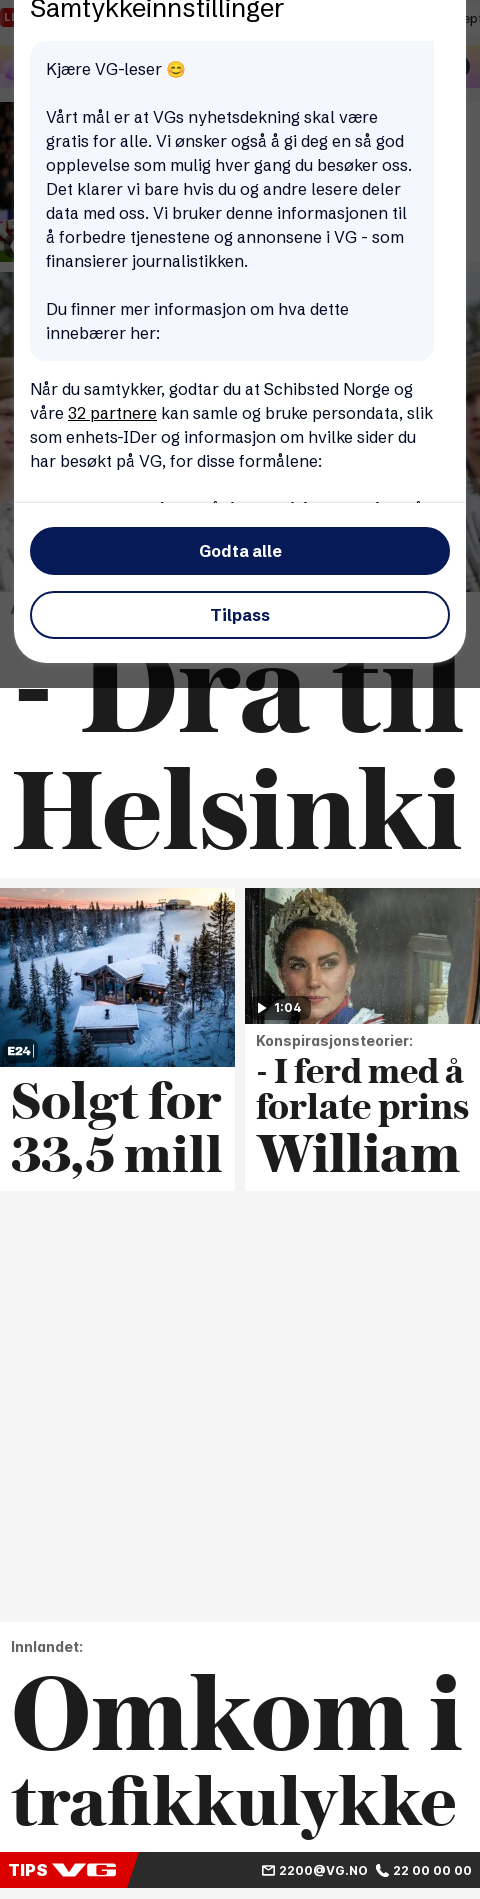 Samtykkeinnstillinger
Kjære VG-leser 😊
Vårt mål er at VGs nyhetsdekning skal være
gratis for alle. Vi ønsker også å gi deg en så god
opplevelse som mulig hver gang du besøker oss.
Det klarer vi bare hvis du og andre lesere deler
data med oss. Vi bruker denne informasjonen til
å forbedre tjenestene og annonsene i VG - som
finansierer journalistikken.
Du finner mer informasjon om hva dette
innebærer her:
Når du samtykker, godtar du at Schibsted Norge og
våre 32 partnere kan samle og bruke persondata, slik
som enhets-IDer og informasjon om hvilke sider du
har besøkt på VG, for disse formålene:
Godta alle
Tilpass
- Dra til
Helsinki
1:04
E24
Solgt for
33,5 mill
Konspirasjonsteorier:
- I ferd med å
forlate prins
William
Innlandet:
Omkom i
trafikkulykke
TIPS VG 2200@VG.NO 22 00 00 00